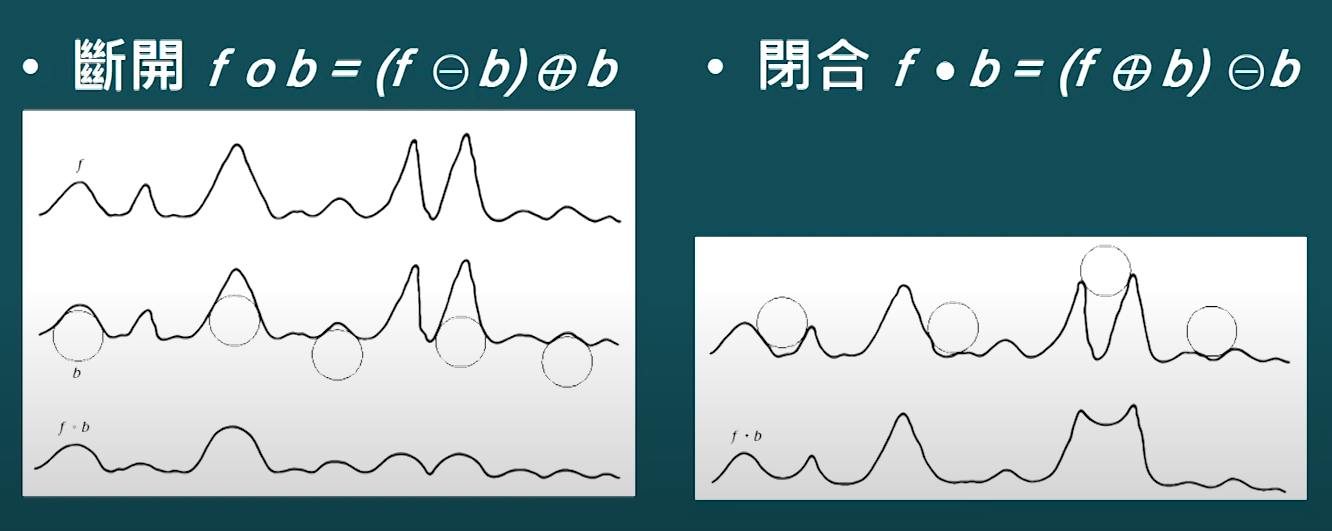 • 斷開 f o b = (f ⊖ b) ⊕ b
f
b
f ∘ b
• 閉合 f • b = (f ⊕ b) ⊖ b
f • b